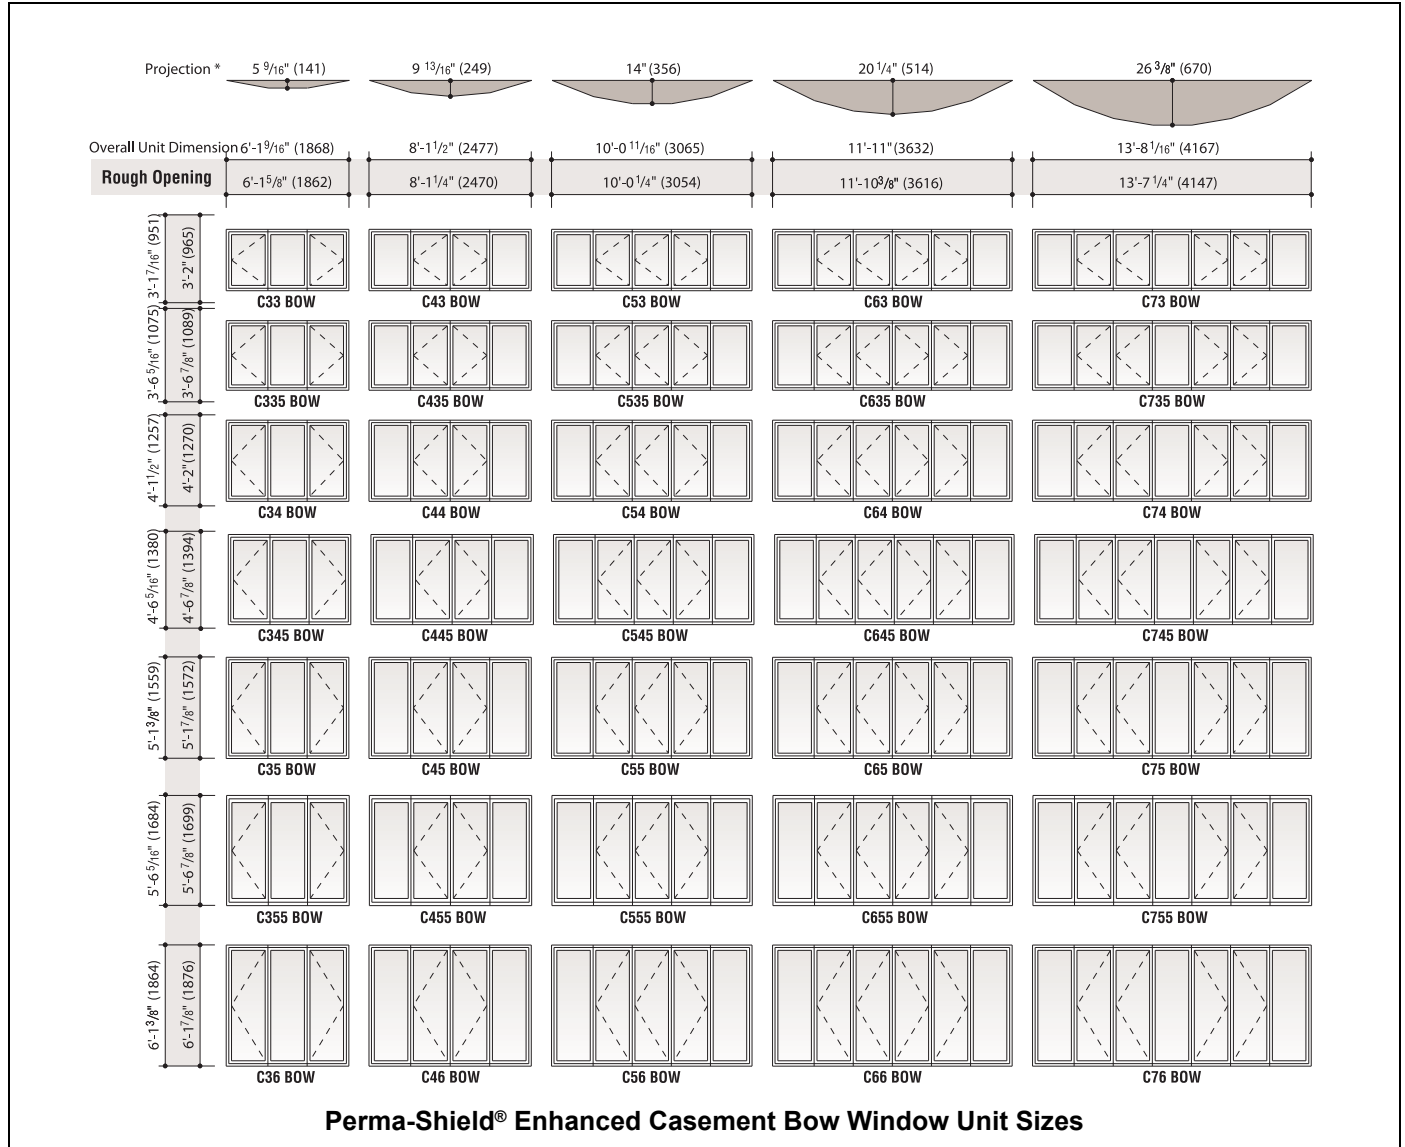 Projection * 5 9/16" (141) 9 13/16" (249) 14" (356) 20 1/4" (514) 26 3/8" (670)
Overall Unit Dimension 6'-1 9/16" (1868) 8'-1 1/2" (2477) 10'-0 11/16" (3065) 11'-11" (3632) 13'-8 1/16" (4167)
Rough Opening 6'-1 5/8" (1862) 8'-1 1/4" (2470) 10'-0 1/4" (3054) 11'-10 3/8" (3616) 13'-7 1/4" (4147)
3'-1 7/16" (951) 3'-2" (965)
C33 BOW C43 BOW C53 BOW C63 BOW C73 BOW
3'-6 5/16" (1075) 3'-6 7/8" (1089)
C335 BOW C435 BOW C535 BOW C635 BOW C735 BOW
4'-1 1/2" (1257) 4'-2" (1270)
C34 BOW C44 BOW C54 BOW C64 BOW C74 BOW
4'-6 5/16" (1380) 4'-6 7/8" (1394)
C345 BOW C445 BOW C545 BOW C645 BOW C745 BOW
5'-1 3/8" (1559) 5'-1 7/8" (1572)
C35 BOW C45 BOW C55 BOW C65 BOW C75 BOW
5'-6 5/16" (1684) 5'-6 7/8" (1699)
C355 BOW C455 BOW C555 BOW C655 BOW C755 BOW
6'-1 3/8" (1864) 6'-1 7/8" (1876)
C36 BOW C46 BOW C56 BOW C66 BOW C76 BOW
Perma-Shield® Enhanced Casement Bow Window Unit Sizes